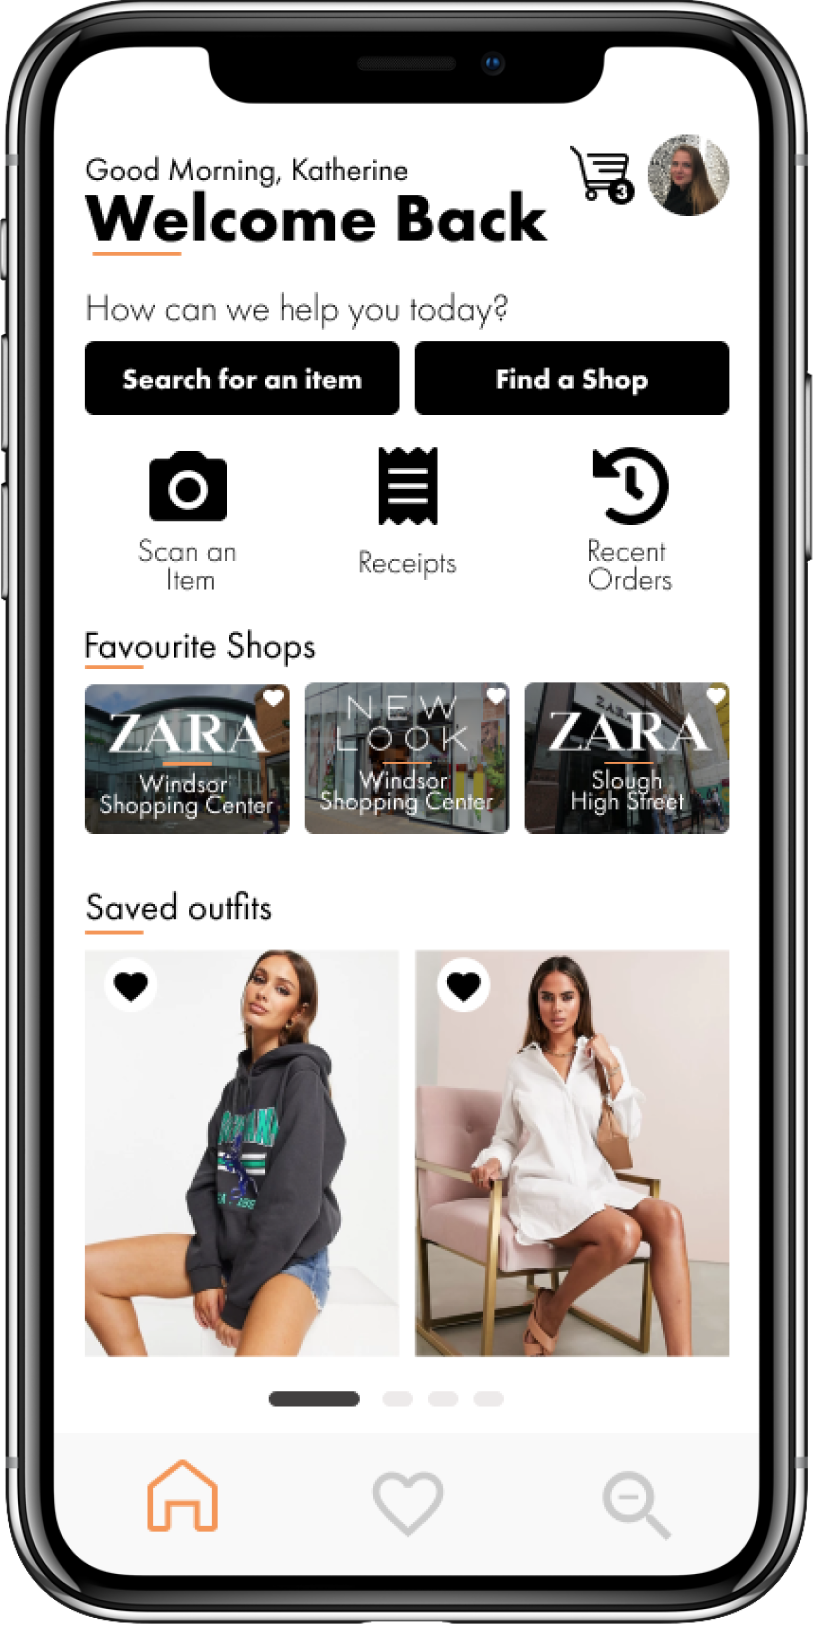 Good Morning, Katherine
3
Welcome Back
How can we help you today?
Search for an item
Find a Shop
Scan an
Item
Receipts
Recent
Orders
Favourite Shops
ZARA
Windsor
Shopping Center
NEW
LOOK
Windsor
Shopping Center
ZARA
ZARA
Slough
High Street
Saved outfits